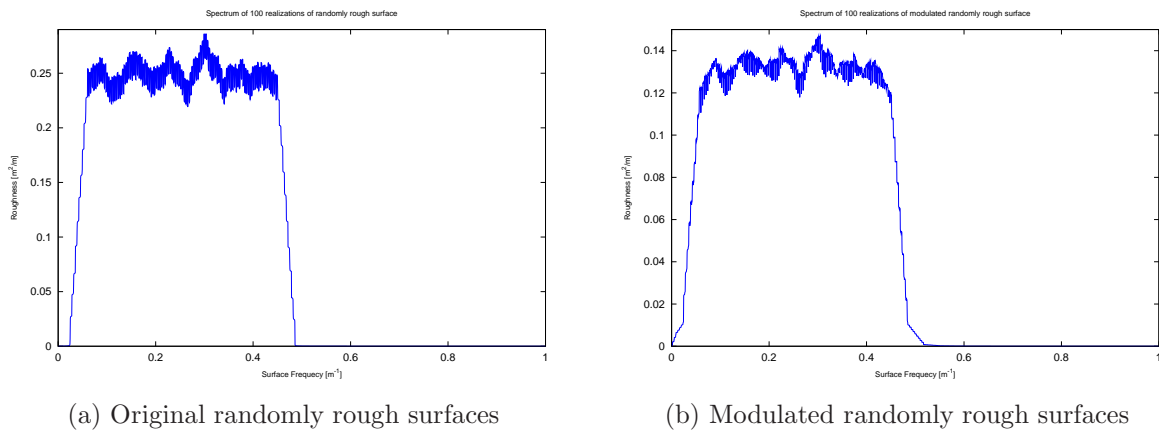 Spectrum of 100 realizations of randomly rough surface
Roughness [m²/m]
0.25
0.2
0.15
0.1
0.05
0
0 0.2 0.4 0.6 0.8 1
Surface Frequecy [m⁻¹]
(a) Original randomly rough surfaces
Spectrum of 100 realizations of modulated randomly rough surface
Roughness [m²/m]
0.14
0.12
0.1
0.08
0.06
0.04
0.02
0
0 0.2 0.4 0.6 0.8 1
Surface Frequecy [m⁻¹]
(b) Modulated randomly rough surfaces